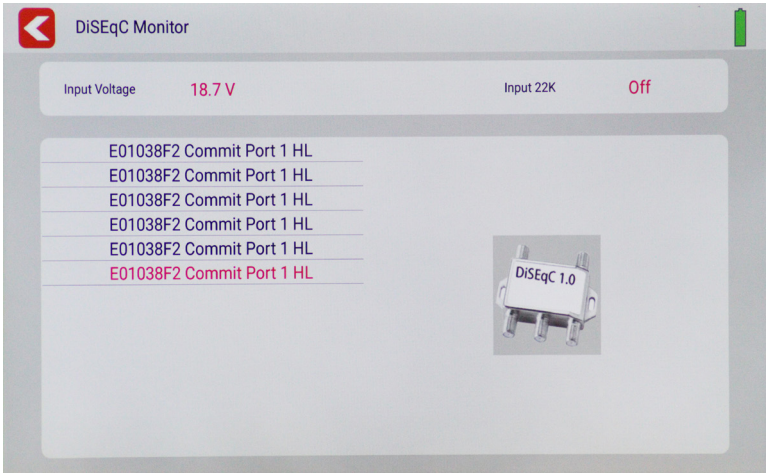 DiSEqC Monitor
Input Voltage 18.7 V Input 22K Off
E01038F2 Commit Port 1 HL
E01038F2 Commit Port 1 HL
E01038F2 Commit Port 1 HL
E01038F2 Commit Port 1 HL
E01038F2 Commit Port 1 HL
E01038F2 Commit Port 1 HL
DiSEqC 1.0